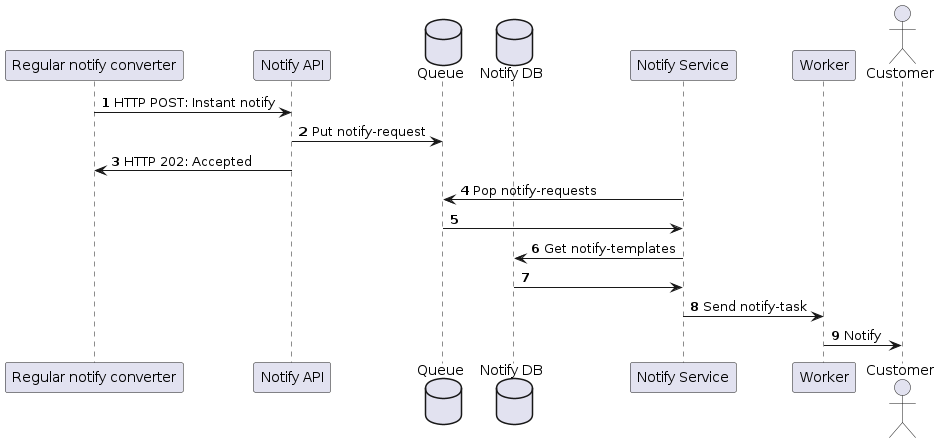 Regular notify converter
Notify API
Queue
Notify DB
Notify Service
Worker
Customer
1 HTTP POST: Instant notify
2 Put notify-request
3 HTTP 202: Accepted
4 Pop notify-requests
5
6 Get notify-templates
7
8 Send notify-task
9 Notify
Regular notify converter
Notify API
Queue
Notify DB
Notify Service
Worker
Customer